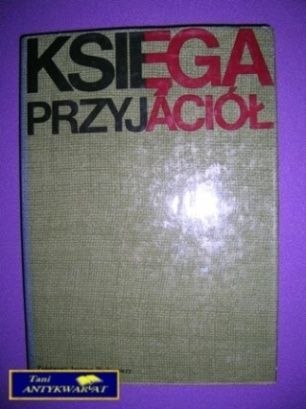 KSIĘGA
PRZYJACIÓŁ
Tani
ANTYKWARIAT